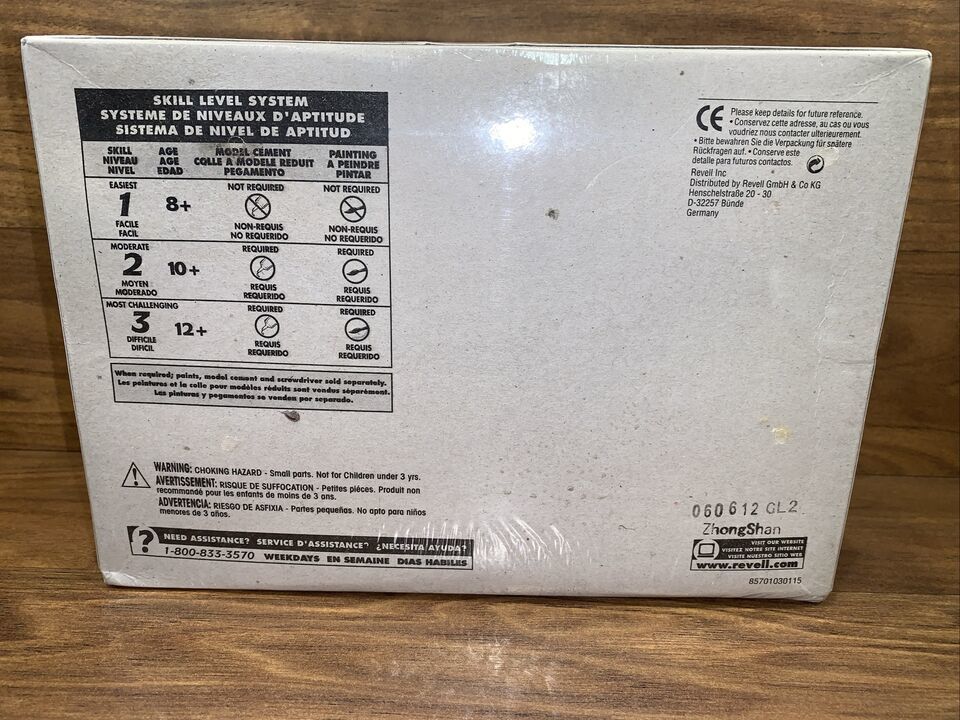 SKILL LEVEL SYSTEM
SYSTEME DE NIVEAUX D'APTITUDE
SISTEMA DE NIVEL DE APTITUD
SKILL
NIVEAU
NIVEL
AGE
AGE
EDAD
MODEL CEMENT
COLLE A MODELE REDUIT
PEGAMENTO
PAINTING
A PEINDRE
PINTAR
EASIEST
1
FACILE
FACIL
8+
NOT REQUIRED
NON-REQUIS
NO REQUERIDO
NOT REQUIRED
NON-REQUIS
NO REQUERIDO
MODERATE
2
MOYEN
MODERADO
10+
REQUIRED
REQUIS
REQUERIDO
REQUIRED
REQUIS
REQUERIDO
MOST CHALLENGING
3
DIFFICILE
DIFICIL
12+
REQUIRED
REQUIS
REQUERIDO
REQUIRED
REQUIS
REQUERIDO
When required; paints, model cement and screwdriver sold separately.
Les peintures et la colle pour modèles réduits sont vendus séparément.
Las pinturas y pegamentos se venden por separado.
CE
Please keep details for future reference.
• Conservez cette adresse, au cas ou vous
voudriez nous contacter ulterieurement.
• Bitte bewahren Sie die Verpackung für spätere
Rückfragen auf. • Conserve este
detalle para futuros contactos.
Revell Inc
Distributed by Revell GmbH & Co KG
Henschelstraße 20 - 30
D-32257 Bünde
Germany
WARNING: CHOKING HAZARD - Small parts. Not for Children under 3 yrs.
AVERTISSEMENT: RISQUE DE SUFFOCATION - Petites pièces. Produit non
recommandé pour les enfants de moins de 3 ans.
ADVERTENCIA: RIESGO DE ASFIXIA - Partes pequeñas. No apto para niños
menores de 3 años.
? NEED ASSISTANCE? SERVICE D'ASSISTANCE? ¿NECESITA AYUDA?
1-800-833-3570 WEEKDAYS EN SEMAINE DIAS HABILES
060612 GL2
ZhongShan
VISIT OUR WEBSITE
VISITEZ NOTRE SITE INTERNET
VISITE NUESTRO SITIO WEB
www.revell.com
85701030115